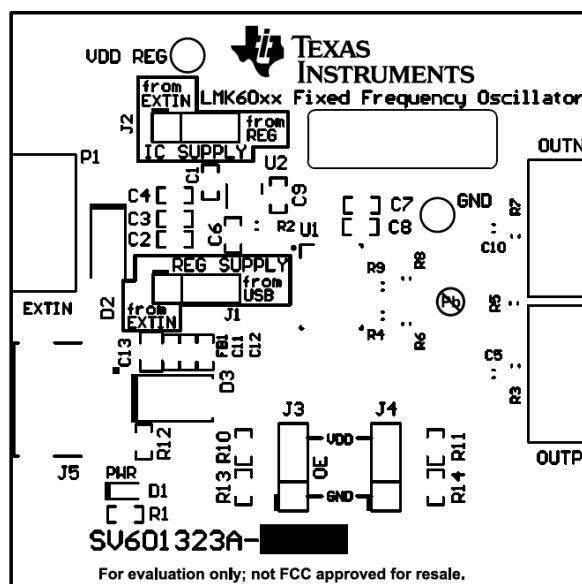 VDD REG
TEXAS
INSTRUMENTS
from
EXTIN
LMK60xx Fixed Frequency Oscillator
J2
from
REG
IC SUPPLY
P1
OUTN
U2
C1
C4
C9
C7
GND
R7
C3
C6
R2
U1
C8
C2
C10
REG SUPPLY
R9
R8
from
USB
EXTIN
D2
from
EXTIN
J1
Pb
R5
R4
R6
C13
FB1
C11
C12
C5
D3
R3
J3
J4
R12
R10
VDD
R11
OUTP
J5
OE
PWR
R13
GND
R14
D1
R1
SV601323A-
For evaluation only; not FCC approved for resale.